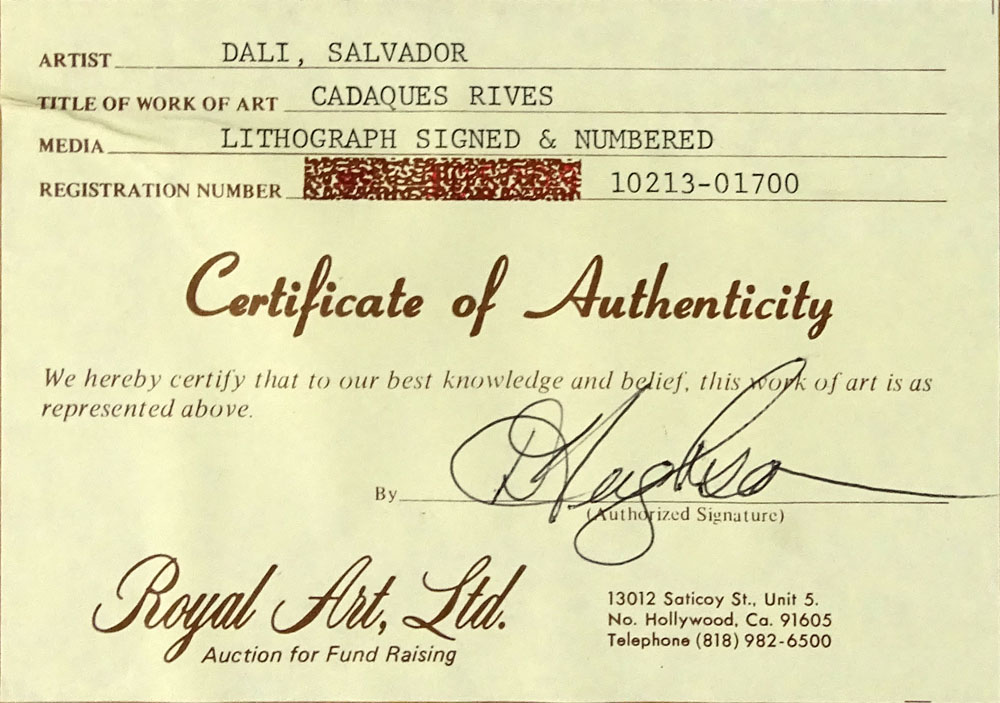 ARTIST DALI, SALVADOR
TITLE OF WORK OF ART CADAQUES RIVES
MEDIA LITHOGRAPH SIGNED & NUMBERED
REGISTRATION NUMBER 10213-01700
Certificate of Authenticity
We hereby certify that to our best knowledge and belief, this work of art is as
represented above.
By
(Authorized Signature)
Royal Art, Ltd.
Auction for Fund Raising
13012 Saticoy St., Unit 5.
No. Hollywood, Ca. 91605
Telephone (818) 982-6500